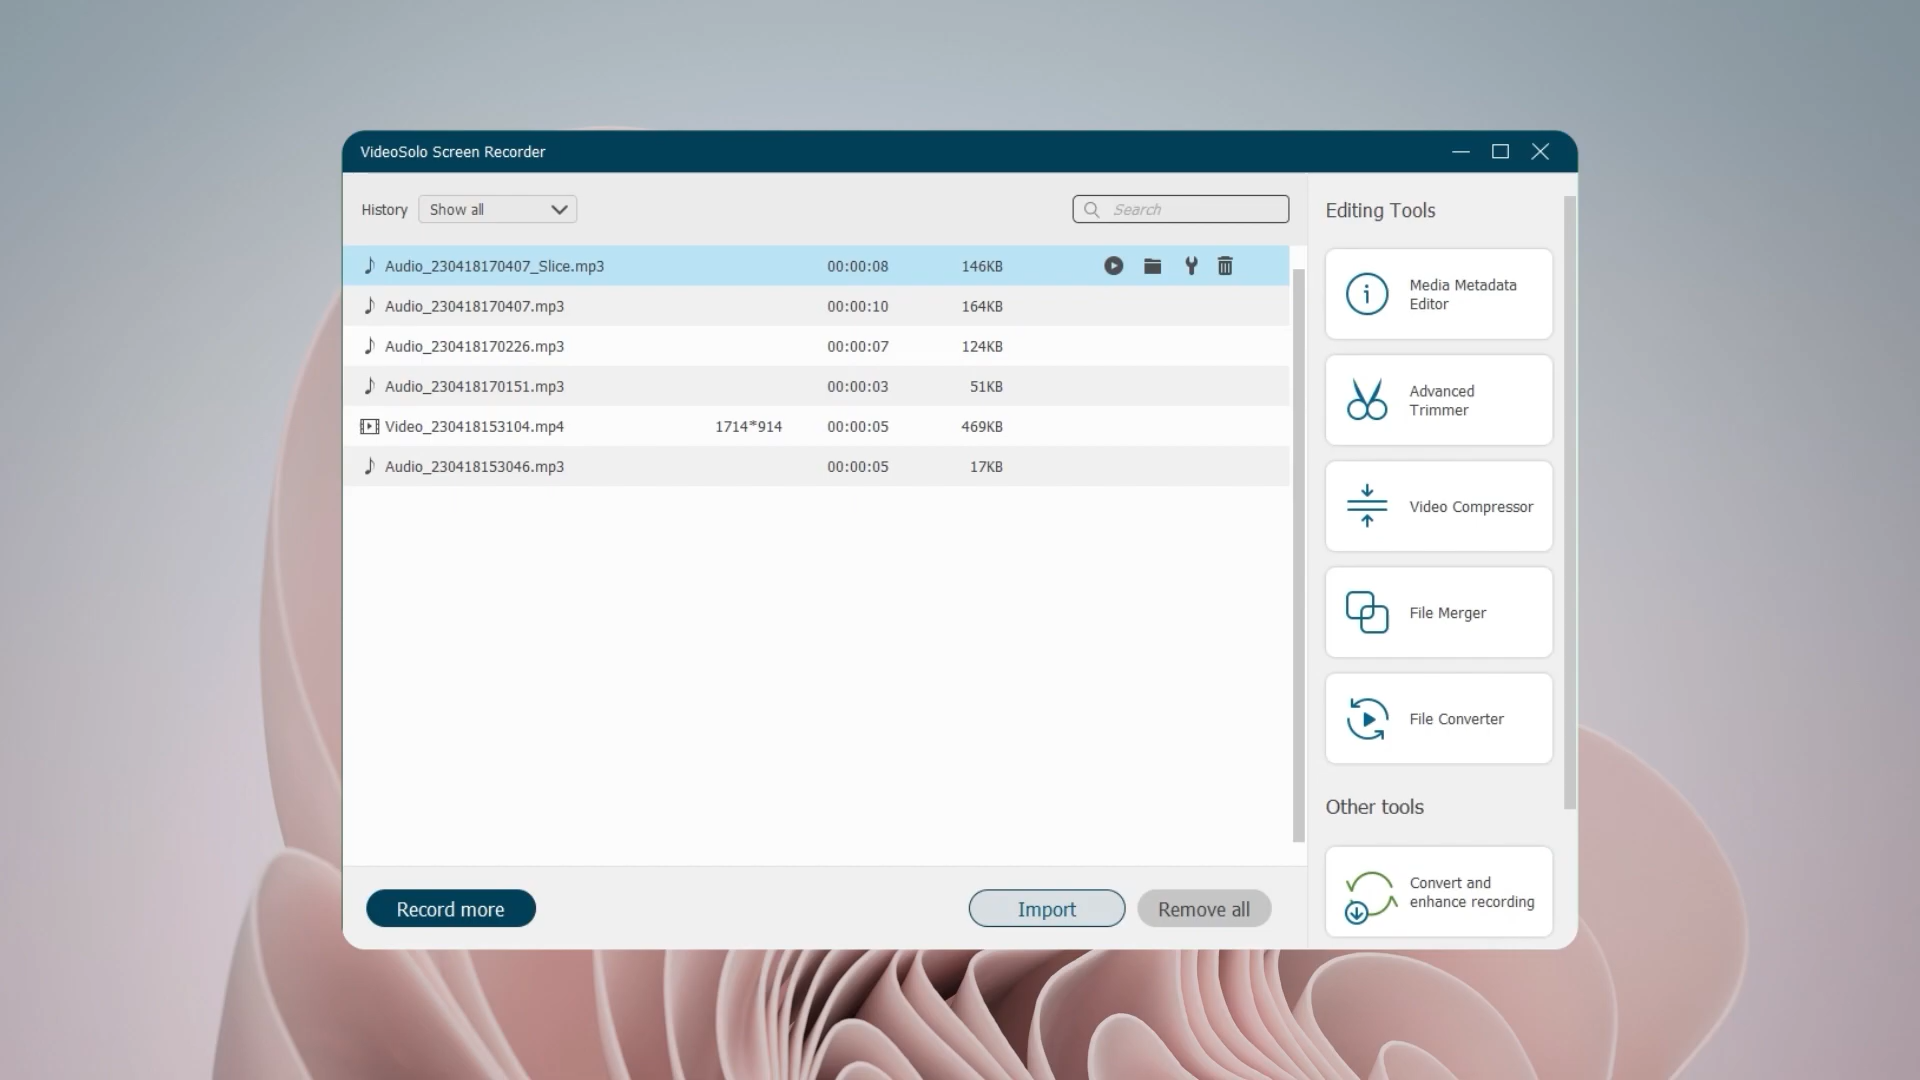 VideoSolo Screen Recorder
History
Show all
Search
Audio_230418170407_Slice.mp3 00:00:08 146KB
Audio_230418170407.mp3 00:00:10 164KB
Audio_230418170226.mp3 00:00:07 124KB
Audio_230418170151.mp3 00:00:03 51KB
Video_230418153104.mp4 1714*914 00:00:05 469KB
Audio_230418153046.mp3 00:00:05 17KB
Record more
Import
Remove all
Editing Tools
Media Metadata
Editor
Advanced
Trimmer
Video Compressor
File Merger
File Converter
Other tools
Convert and
enhance recording